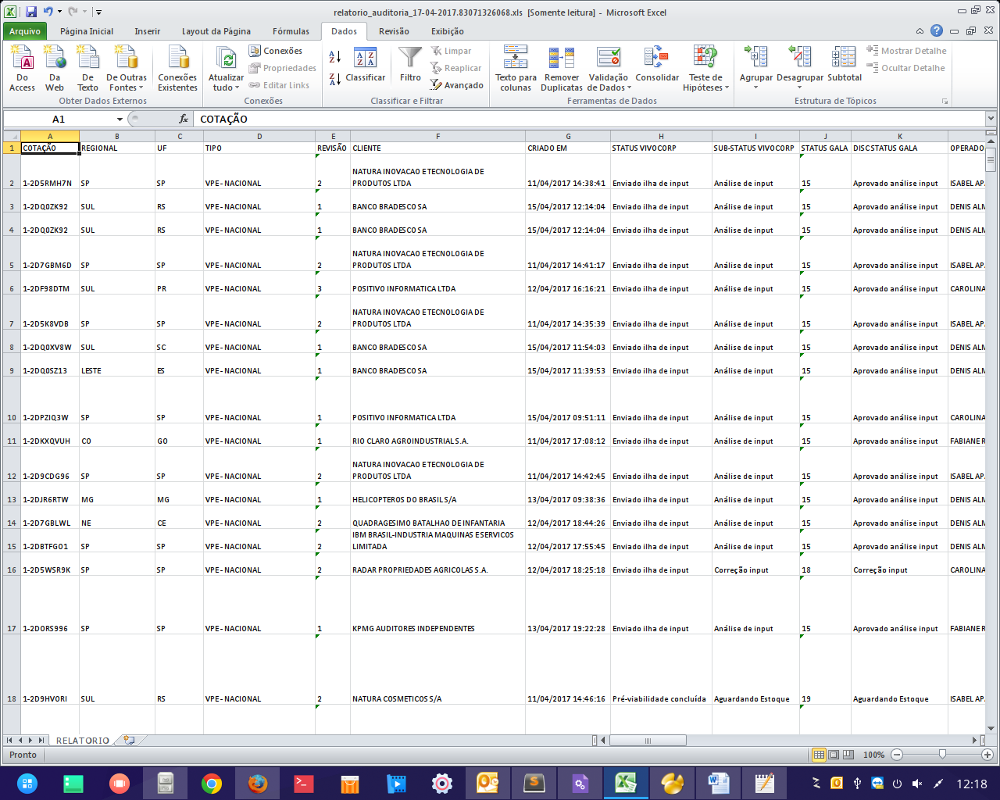 relatorio_auditoria_17-04-2017.83071326068.xls [Somente leitura] - Microsoft Excel
Arquivo Página Inicial Inserir Layout da Página Fórmulas Dados Revisão Exibição
Do Access
Da Web
De Texto
De Outras Fontes
Conexões Existentes
Atualizar tudo
Conexões
Propriedades
Editar Links
Classificar
Filtro
Limpar
Reaplicar
Avançado
Texto para colunas
Remover Duplicatas
Validação de Dados
Consolidar
Teste de Hipóteses
Agrupar
Desagrupar
Subtotal
Mostrar Detalhe
Ocultar Detalhe
Obter Dados Externos Conexões Classificar e Filtrar Ferramentas de Dados Estrutura de Tópicos
A1 fx COTAÇÃO
A B C D E F G H I J K
1 COTAÇÃO REGIONAL UF TIPO REVISÃO CLIENTE CRIADO EM STATUS VIVOCORP SUB-STATUS VIVOCORP STATUS GALA DISC STATUS GALA OPERADO
NATURA INOVACAO E TECNOLOGIA DE
2 1-2D5RMH7N SP SP VPE - NACIONAL 2 PRODUTOS LTDA 11/04/2017 14:38:41 Enviado ilha de input Análise de input 15 Aprovado análise input ISABEL AP
3 1-2DQ0ZK92 SUL RS VPE - NACIONAL 1 BANCO BRADESCO SA 15/04/2017 12:14:04 Enviado ilha de input Análise de input 15 Aprovado análise input DENIS ALM
4 1-2DQ0ZK92 SUL RS VPE - NACIONAL 1 BANCO BRADESCO SA 15/04/2017 12:14:04 Enviado ilha de input Análise de input 15 Aprovado análise input DENIS ALM
NATURA INOVACAO E TECNOLOGIA DE
5 1-2D7GBM6D SP SP VPE - NACIONAL 2 PRODUTOS LTDA 11/04/2017 14:41:17 Enviado ilha de input Análise de input 15 Aprovado análise input ISABEL AP
6 1-2DF98DTM SUL PR VPE - NACIONAL 3 POSITIVO INFORMATICA LTDA 12/04/2017 16:16:21 Enviado ilha de input Análise de input 15 Aprovado análise input CAROLINA
NATURA INOVACAO E TECNOLOGIA DE
7 1-2D5K8VDB SP SP VPE - NACIONAL 2 PRODUTOS LTDA 11/04/2017 14:35:39 Enviado ilha de input Análise de input 15 Aprovado análise input ISABEL AP
8 1-2DQ0XV8W SUL SC VPE - NACIONAL 1 BANCO BRADESCO SA 15/04/2017 11:54:03 Enviado ilha de input Análise de input 15 Aprovado análise input DENIS ALM
9 1-2DQ0SZ13 LESTE ES VPE - NACIONAL 1 BANCO BRADESCO SA 15/04/2017 11:39:53 Enviado ilha de input Análise de input 15 Aprovado análise input DENIS ALM
10 1-2DPZIQ3W SP SP VPE - NACIONAL 1 POSITIVO INFORMATICA LTDA 15/04/2017 09:51:11 Enviado ilha de input Análise de input 15 Aprovado análise input CAROLINA
11 1-2DKXQVUH CO GO VPE - NACIONAL 1 RIO CLARO AGROINDUSTRIAL S.A. 11/04/2017 17:08:12 Enviado ilha de input Análise de input 15 Aprovado análise input FABIANE R
NATURA INOVACAO E TECNOLOGIA DE
12 1-2D9CDG96 SP SP VPE - NACIONAL 2 PRODUTOS LTDA 11/04/2017 14:42:45 Enviado ilha de input Análise de input 15 Aprovado análise input ISABEL AP
13 1-2DJR6RTW MG MG VPE - NACIONAL 1 HELICOPTEROS DO BRASIL S/A 13/04/2017 09:38:36 Enviado ilha de input Análise de input 15 Aprovado análise input DENIS ALM
14 1-2D7GBLWL NE CE VPE - NACIONAL 2 QUADRAGESIMO BATALHAO DE INFANTARIA 12/04/2017 18:44:26 Enviado ilha de input Análise de input 15 Aprovado análise input DENIS ALM
IBM BRASIL-INDUSTRIA MAQUINAS E SERVICOS
15 1-2DBTFGO1 SP SP VPE - NACIONAL 2 LIMITADA 12/04/2017 17:55:45 Enviado ilha de input Análise de input 15 Aprovado análise input DENIS ALM
16 1-2D5WSR9K SP SP VPE - NACIONAL 2 RADAR PROPRIEDADES AGRICOLAS S.A. 12/04/2017 18:25:18 Enviado ilha de input Correção input 18 Correção input CAROLINA
17 1-2DORS996 SP SP VPE - NACIONAL 1 KPMG AUDITORES INDEPENDENTES 13/04/2017 19:22:28 Enviado ilha de input Análise de input 15 Aprovado análise input FABIANE R
18 1-2D9HVORI SUL RS VPE - NACIONAL 2 NATURA COSMETICOS S/A 11/04/2017 14:46:16 Pré-viabilidade concluída Aguardando Estoque 19 Aguardando Estoque ISABEL AP
RELATORIO
Pronto 100%
12:18